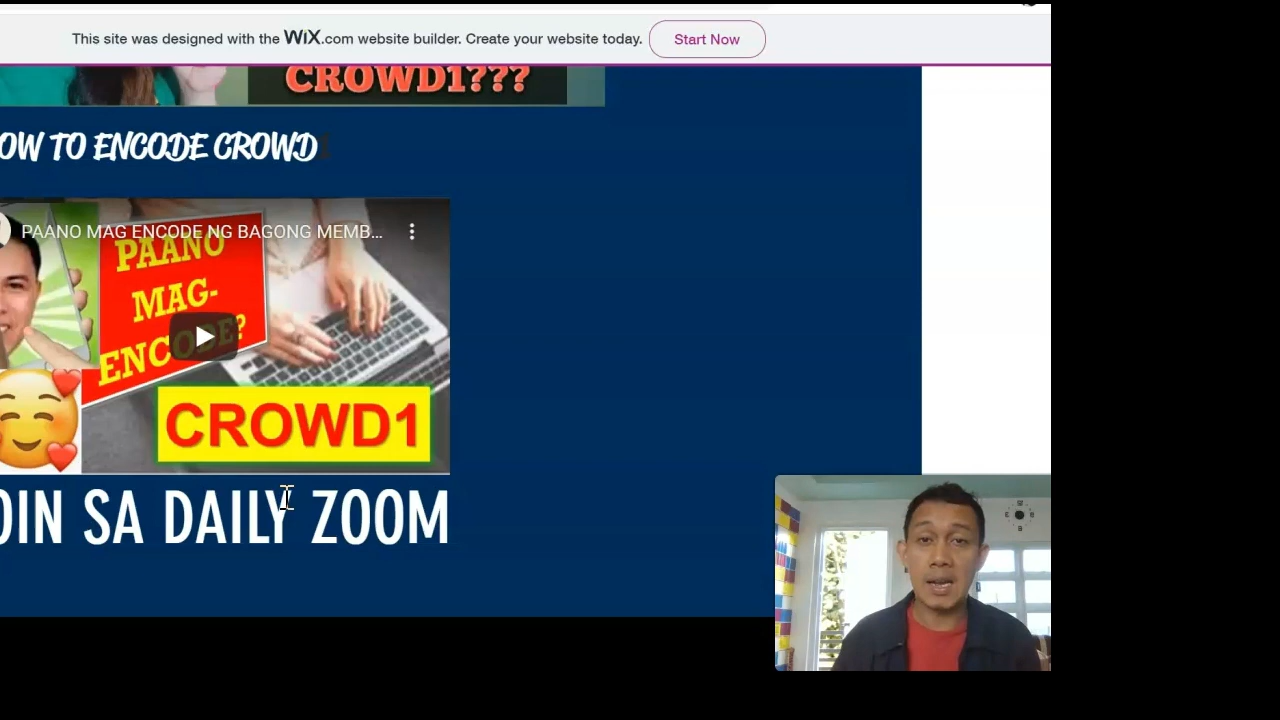 This site was designed with the WiX.com website builder. Create your website today. Start Now
CROWD1???
OW TO ENCODE CROWD1
PAANO MAG ENCODE NG BAGONG MEMB...
PAANO
MAG-
ENCODE?
CROWD1
OIN SA DAILY ZOOM